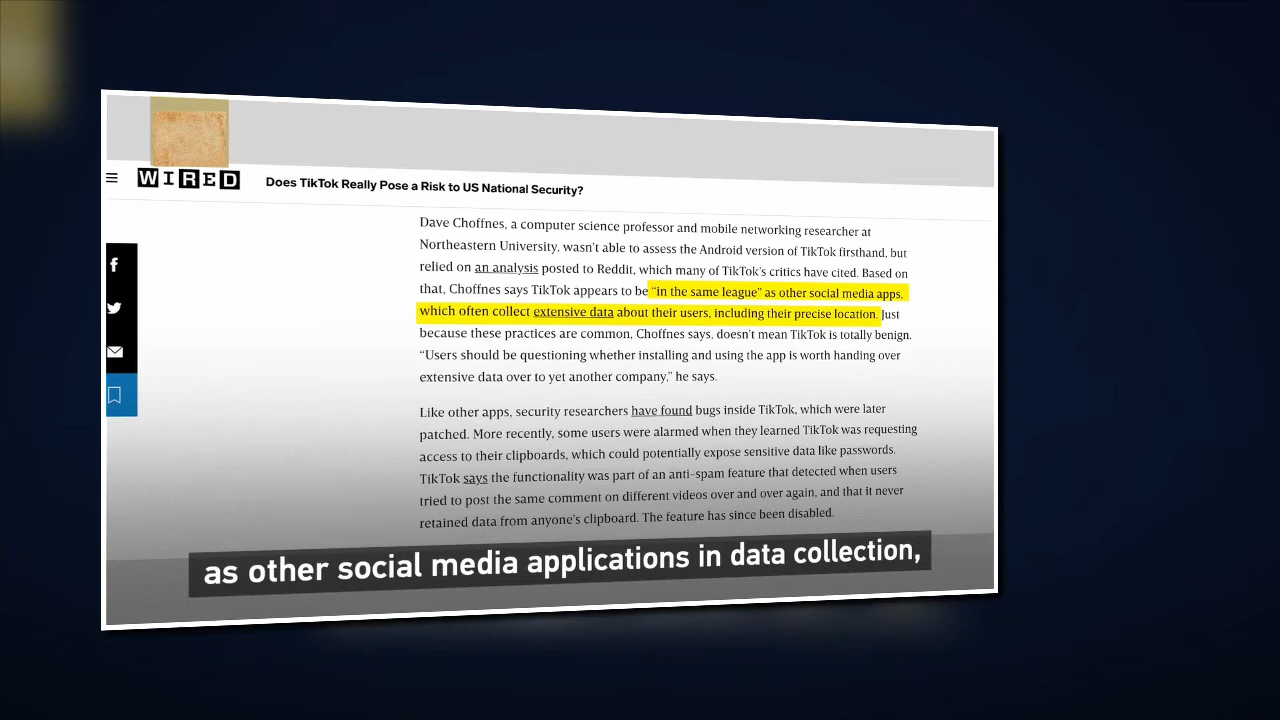 WIRED
Does TikTok Really Pose a Risk to US National Security?
Dave Choffnes, a computer science professor and mobile networking researcher at
Northeastern University, wasn't able to assess the Android version of TikTok firsthand, but
relied on an analysis posted to Reddit, which many of TikTok's critics have cited. Based on
that, Choffnes says TikTok appears to be “in the same league” as other social media apps,
which often collect extensive data about their users, including their precise location. Just
because these practices are common, Choffnes says, doesn't mean TikTok is totally benign.
“Users should be questioning whether installing and using the app is worth handing over
extensive data over to yet another company,” he says.
Like other apps, security researchers have found bugs inside TikTok, which were later
patched. More recently, some users were alarmed when they learned TikTok was requesting
access to their clipboards, which could potentially expose sensitive data like passwords.
TikTok says the functionality was part of an anti-spam feature that detected when users
tried to post the same comment on different videos over and over again, and that it never
retained data from anyone's clipboard. The feature has since been disabled.
as other social media applications in data collection,